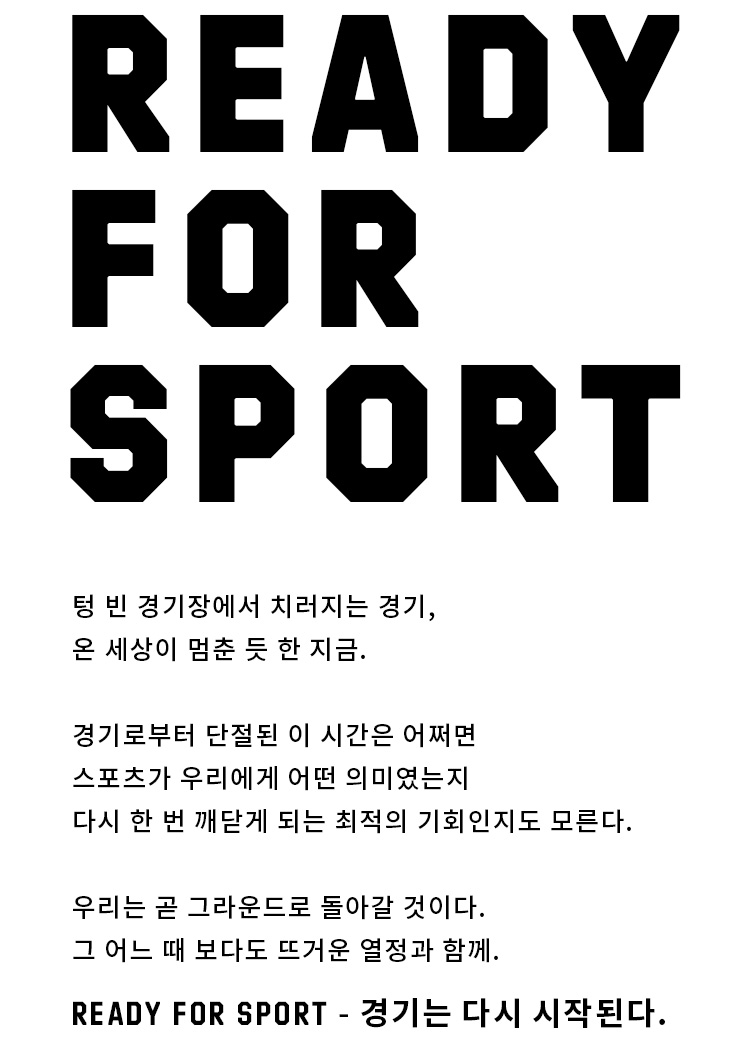 READY
FOR
SPORT
텅 빈 경기장에서 치러지는 경기,
온 세상이 멈춘 듯 한 지금.
경기로부터 단절된 이 시간은 어쩌면
스포츠가 우리에게 어떤 의미였는지
다시 한 번 깨닫게 되는 최적의 기회인지도 모른다.
우리는 곧 그라운드로 돌아갈 것이다.
그 어느 때 보다도 뜨거운 열정과 함께.
READY FOR SPORT - 경기는 다시 시작된다.